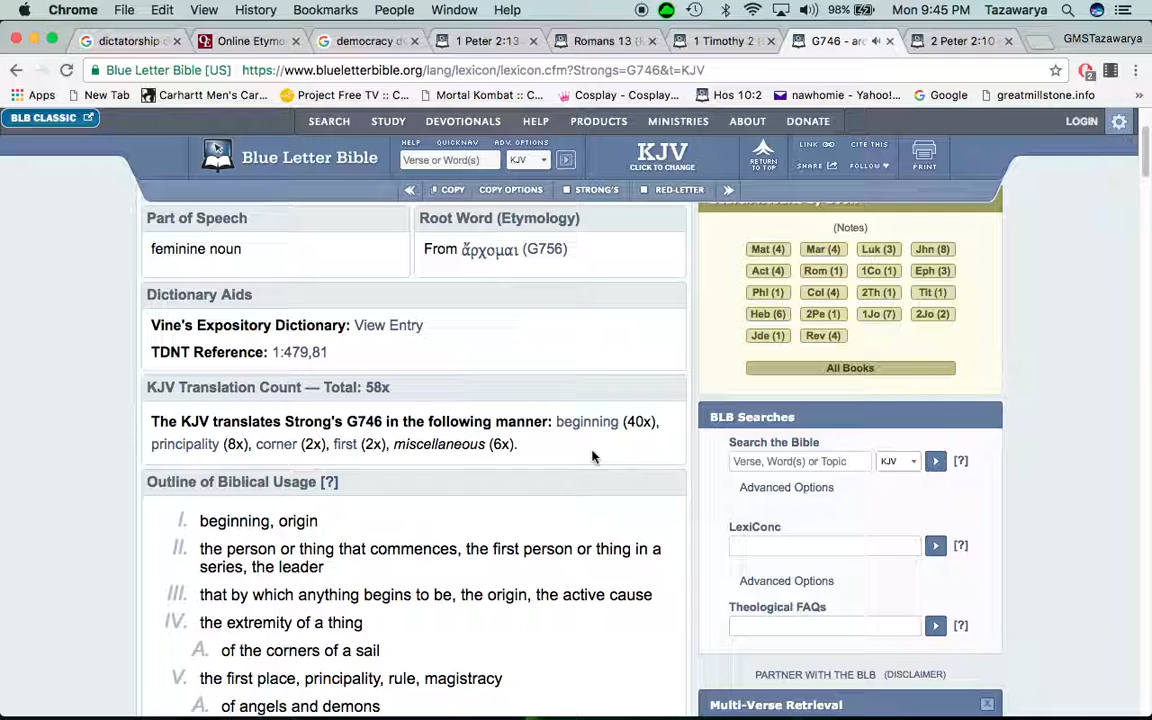 Chrome File Edit View History Bookmarks People Window Help 98% Mon 9:45 PM Tazawarya
dictatorship d
Online Etymo
democracy de
1 Peter 2:13
Romans 13 (K
1 Timothy 2 (
G746 - arc
2 Peter 2:10
GMSTazawarya
Blue Letter Bible [US] https://www.blueletterbible.org/lang/lexicon/lexicon.cfm?Strongs=G746&t=KJV
2
Apps New Tab Carhartt Men's Car... Project Free TV :: C... Mortal Kombat :: C... Cosplay - Cosplay... Hos 10:2 nawhomie - Yahoo!... Google greatmillstone.info »
BLB CLASSIC
SEARCH STUDY DEVOTIONALS HELP PRODUCTS MINISTRIES ABOUT DONATE LOGIN
Blue Letter Bible
HELP QUICKNAV ADV. OPTIONS
Verse or Word(s) KJV
KJV
CLICK TO CHANGE
RETURN
TO TOP
LINK CITE THIS
SHARE FOLLOW
PRINT
COPY COPY OPTIONS STRONG'S RED-LETTER
Part of Speech
feminine noun
Root Word (Etymology)
From ἄρχομαι (G756)
Dictionary Aids
Vine's Expository Dictionary: View Entry
TDNT Reference: 1:479,81
KJV Translation Count — Total: 58x
The KJV translates Strong's G746 in the following manner: beginning (40x),
principality (8x), corner (2x), first (2x), miscellaneous (6x).
Outline of Biblical Usage [?]
I. beginning, origin
II. the person or thing that commences, the first person or thing in a
series, the leader
III. that by which anything begins to be, the origin, the active cause
IV. the extremity of a thing
A. of the corners of a sail
V. the first place, principality, rule, magistracy
A. of angels and demons
(Notes)
Mat (4) Mar (4) Luk (3) Jhn (8)
Act (4) Rom (1) 1Co (1) Eph (3)
Phl (1) Col (4) 2Th (1) Tit (1)
Heb (6) 2Pe (1) 1Jo (7) 2Jo (2)
Jde (1) Rev (4)
All Books
BLB Searches
Search the Bible
Verse, Word(s) or Topic KJV [?]
Advanced Options
LexiConc
[?]
Advanced Options
Theological FAQs
[?]
PARTNER WITH THE BLB (DISCLAIMER)
Multi-Verse Retrieval x